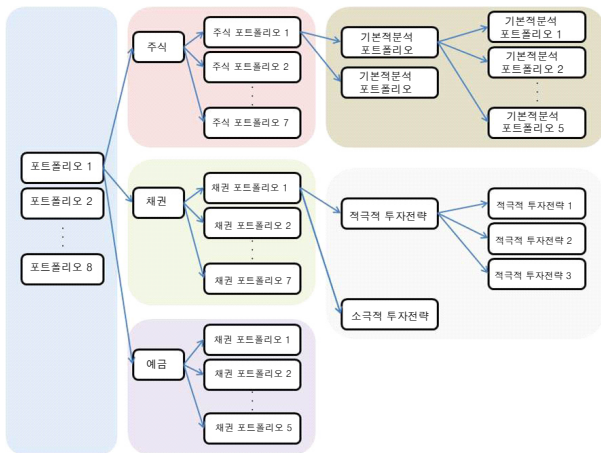 포트폴리오 1
포트폴리오 2
포트폴리오 8
주식
주식 포트폴리오 1
주식 포트폴리오 2
주식 포트폴리오 7
기본적분석
포트폴리오
기본적분석
포트폴리오
기본적분석
포트폴리오 1
기본적분석
포트폴리오 2
기본적분석
포트폴리오 5
채권
채권 포트폴리오 1
채권 포트폴리오 2
채권 포트폴리오 7
적극적 투자전략
소극적 투자전략
적극적 투자전략 1
적극적 투자전략 2
적극적 투자전략 3
예금
채권 포트폴리오 1
채권 포트폴리오 2
채권 포트폴리오 5